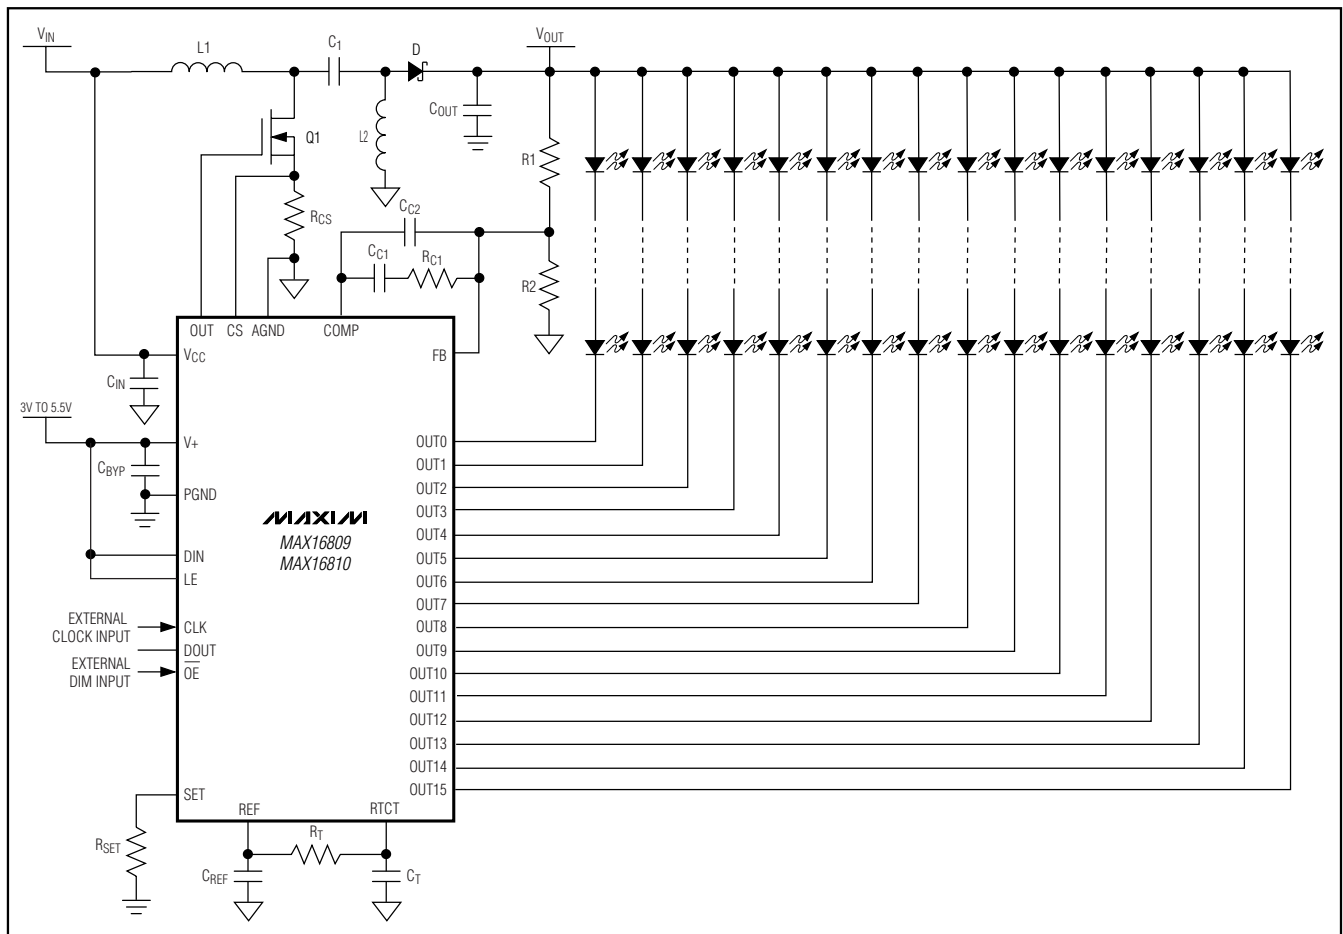 VIN
L1
C1
D
VOUT
COUT
Q1
L2
R1
RCS
CC2
CC1
RC1
R2
OUT
CS
AGND
COMP
VCC
FB
CIN
3V TO 5.5V
V+
CBYP
PGND
DIN
LE
EXTERNAL
CLOCK INPUT
CLK
DOUT
EXTERNAL
DIM INPUT
OE
MAXIM
MAX16809
MAX16810
OUT0
OUT1
OUT2
OUT3
OUT4
OUT5
OUT6
OUT7
OUT8
OUT9
OUT10
OUT11
OUT12
OUT13
OUT14
OUT15
SET
REF
RTCT
RSET
RT
CREF
CT